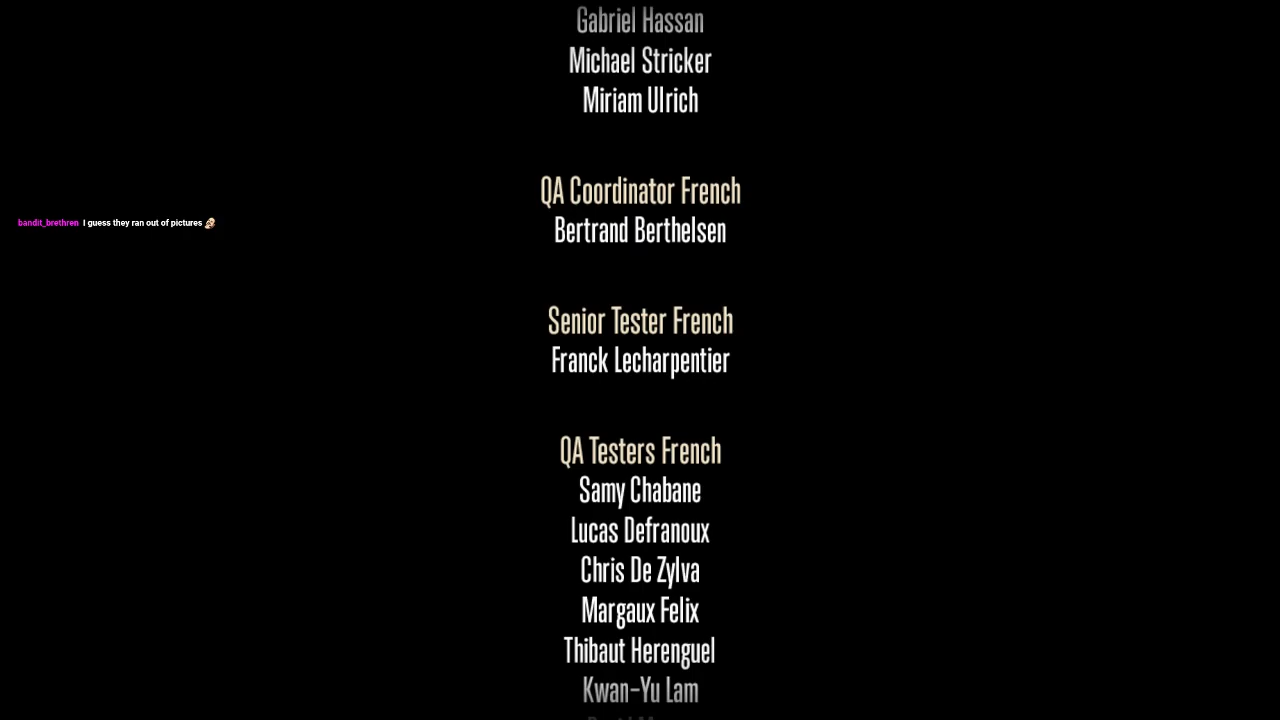 Gabriel Hassan
Michael Stricker
Miriam Ulrich
QA Coordinator French
bandit_brethren I guess they ran out of pictures
Bertrand Berthelsen
Senior Tester French
Franck Lecharpentier
QA Testers French
Samy Chabane
Lucas Defranoux
Chris De Zylva
Margaux Felix
Thibaut Herenguel
Kwan-Yu Lam